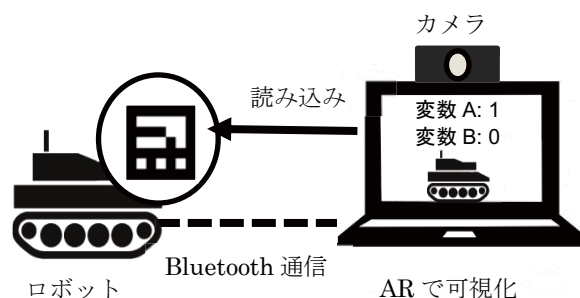 カメラ
読み込み
変数 A: 1
変数 B: 0
Bluetooth 通信
ロボット
AR で可視化